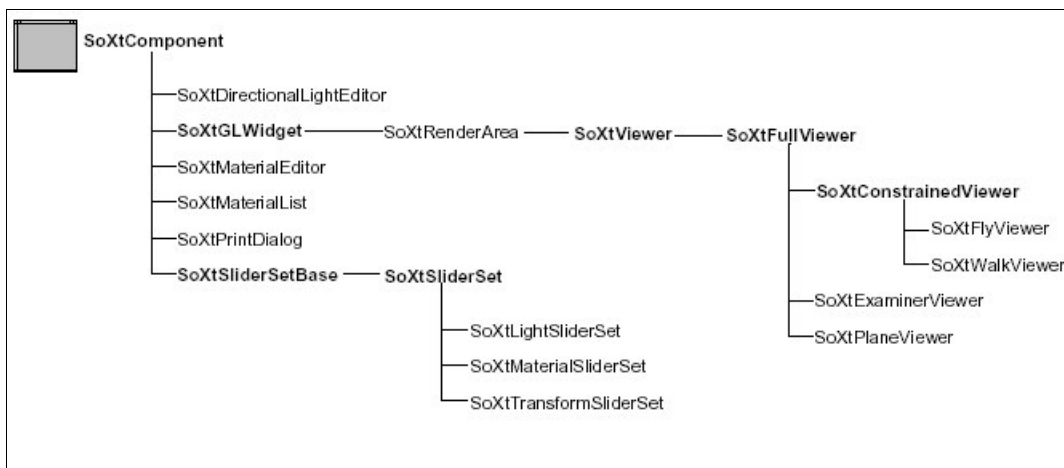 SoXtComponent
SoXtDirectionalLightEditor
SoXtGLWidget SoXtRenderArea SoXtViewer SoXtFullViewer
SoXtMaterialEditor
SoXtConstrainedViewer
SoXtMaterialList
SoXtFlyViewer
SoXtPrintDialog
SoXtWalkViewer
SoXtSliderSetBase SoXtSliderSet
SoXtExaminerViewer
SoXtLightSliderSet
SoXtPlaneViewer
SoXtMaterialSliderSet
SoXtTransformSliderSet